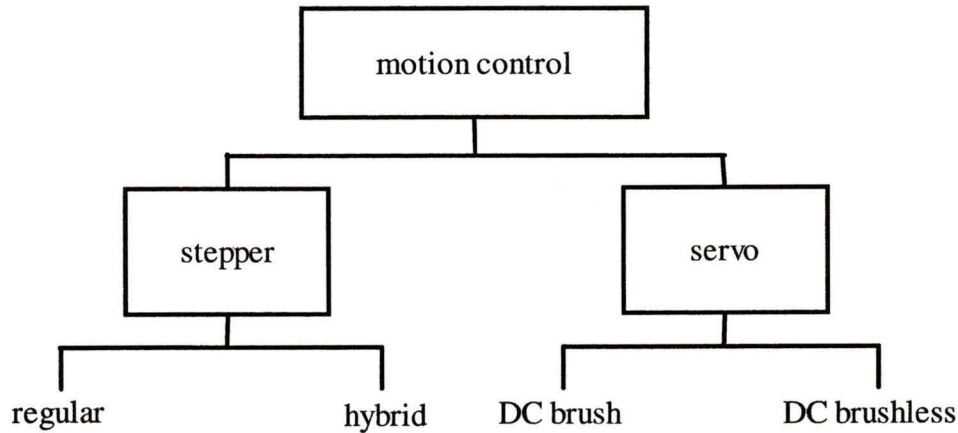 motion control
stepper
servo
regular
hybrid
DC brush
DC brushless